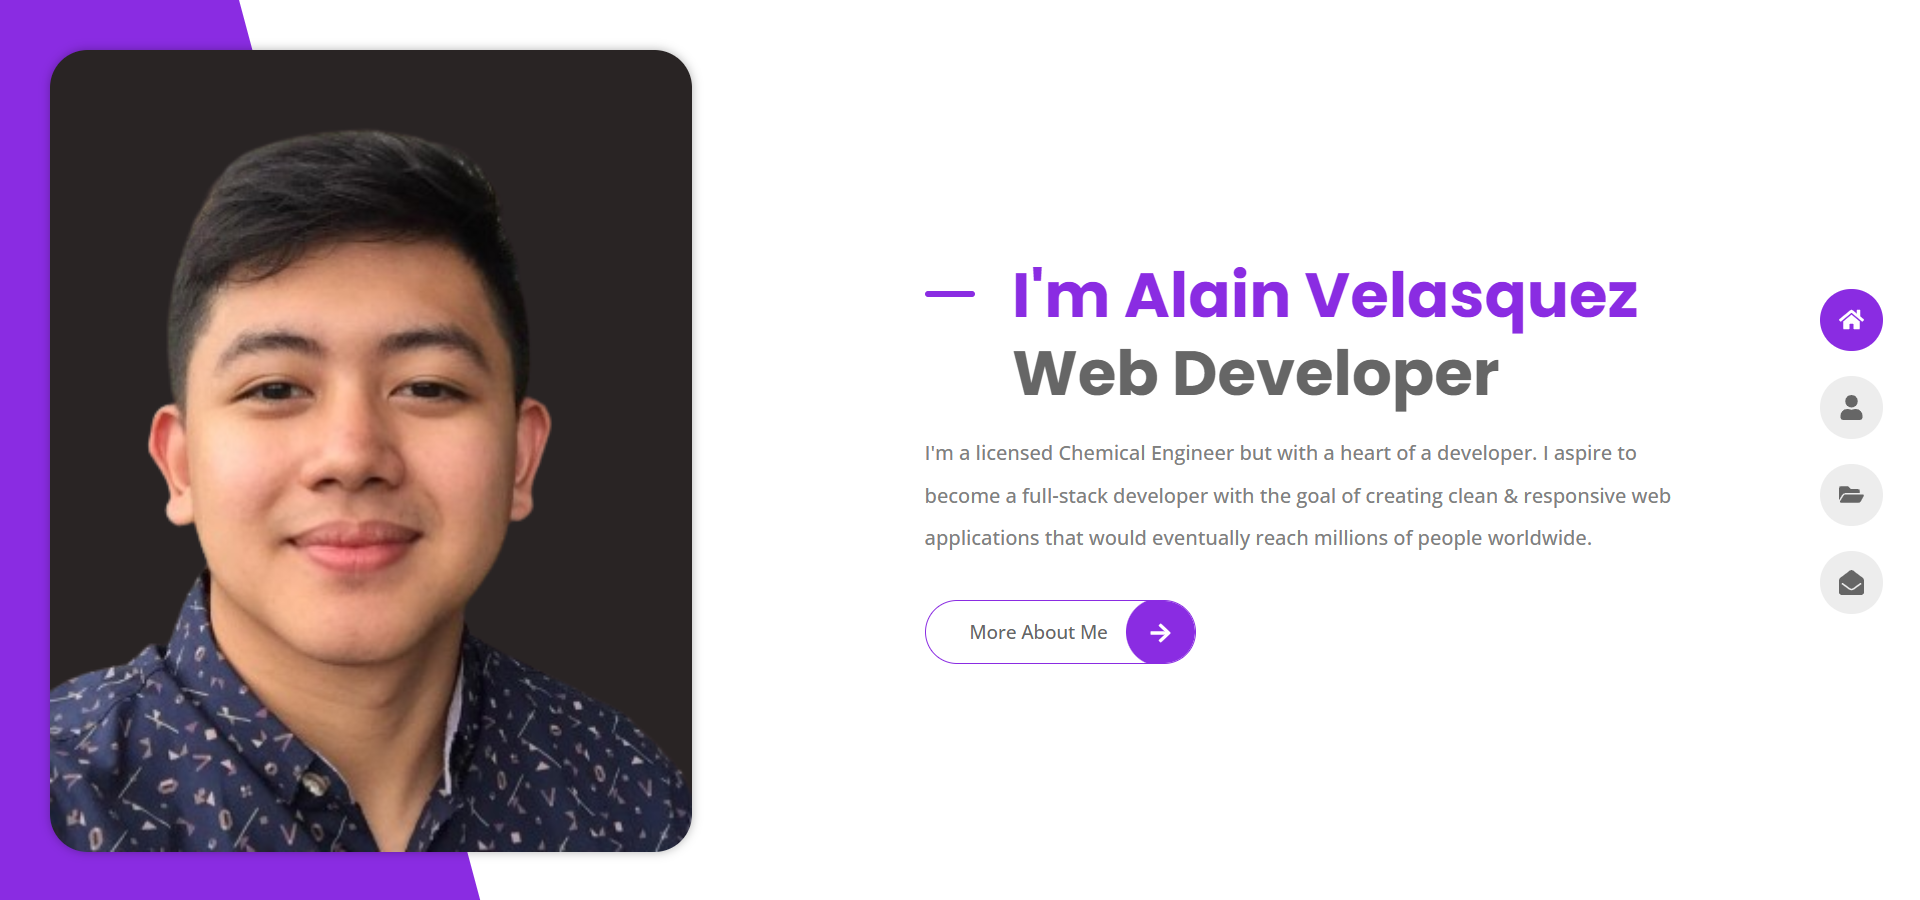 I'm Alain Velasquez
Web Developer
I'm a licensed Chemical Engineer but with a heart of a developer. I aspire to
become a full-stack developer with the goal of creating clean & responsive web
applications that would eventually reach millions of people worldwide.
More About Me